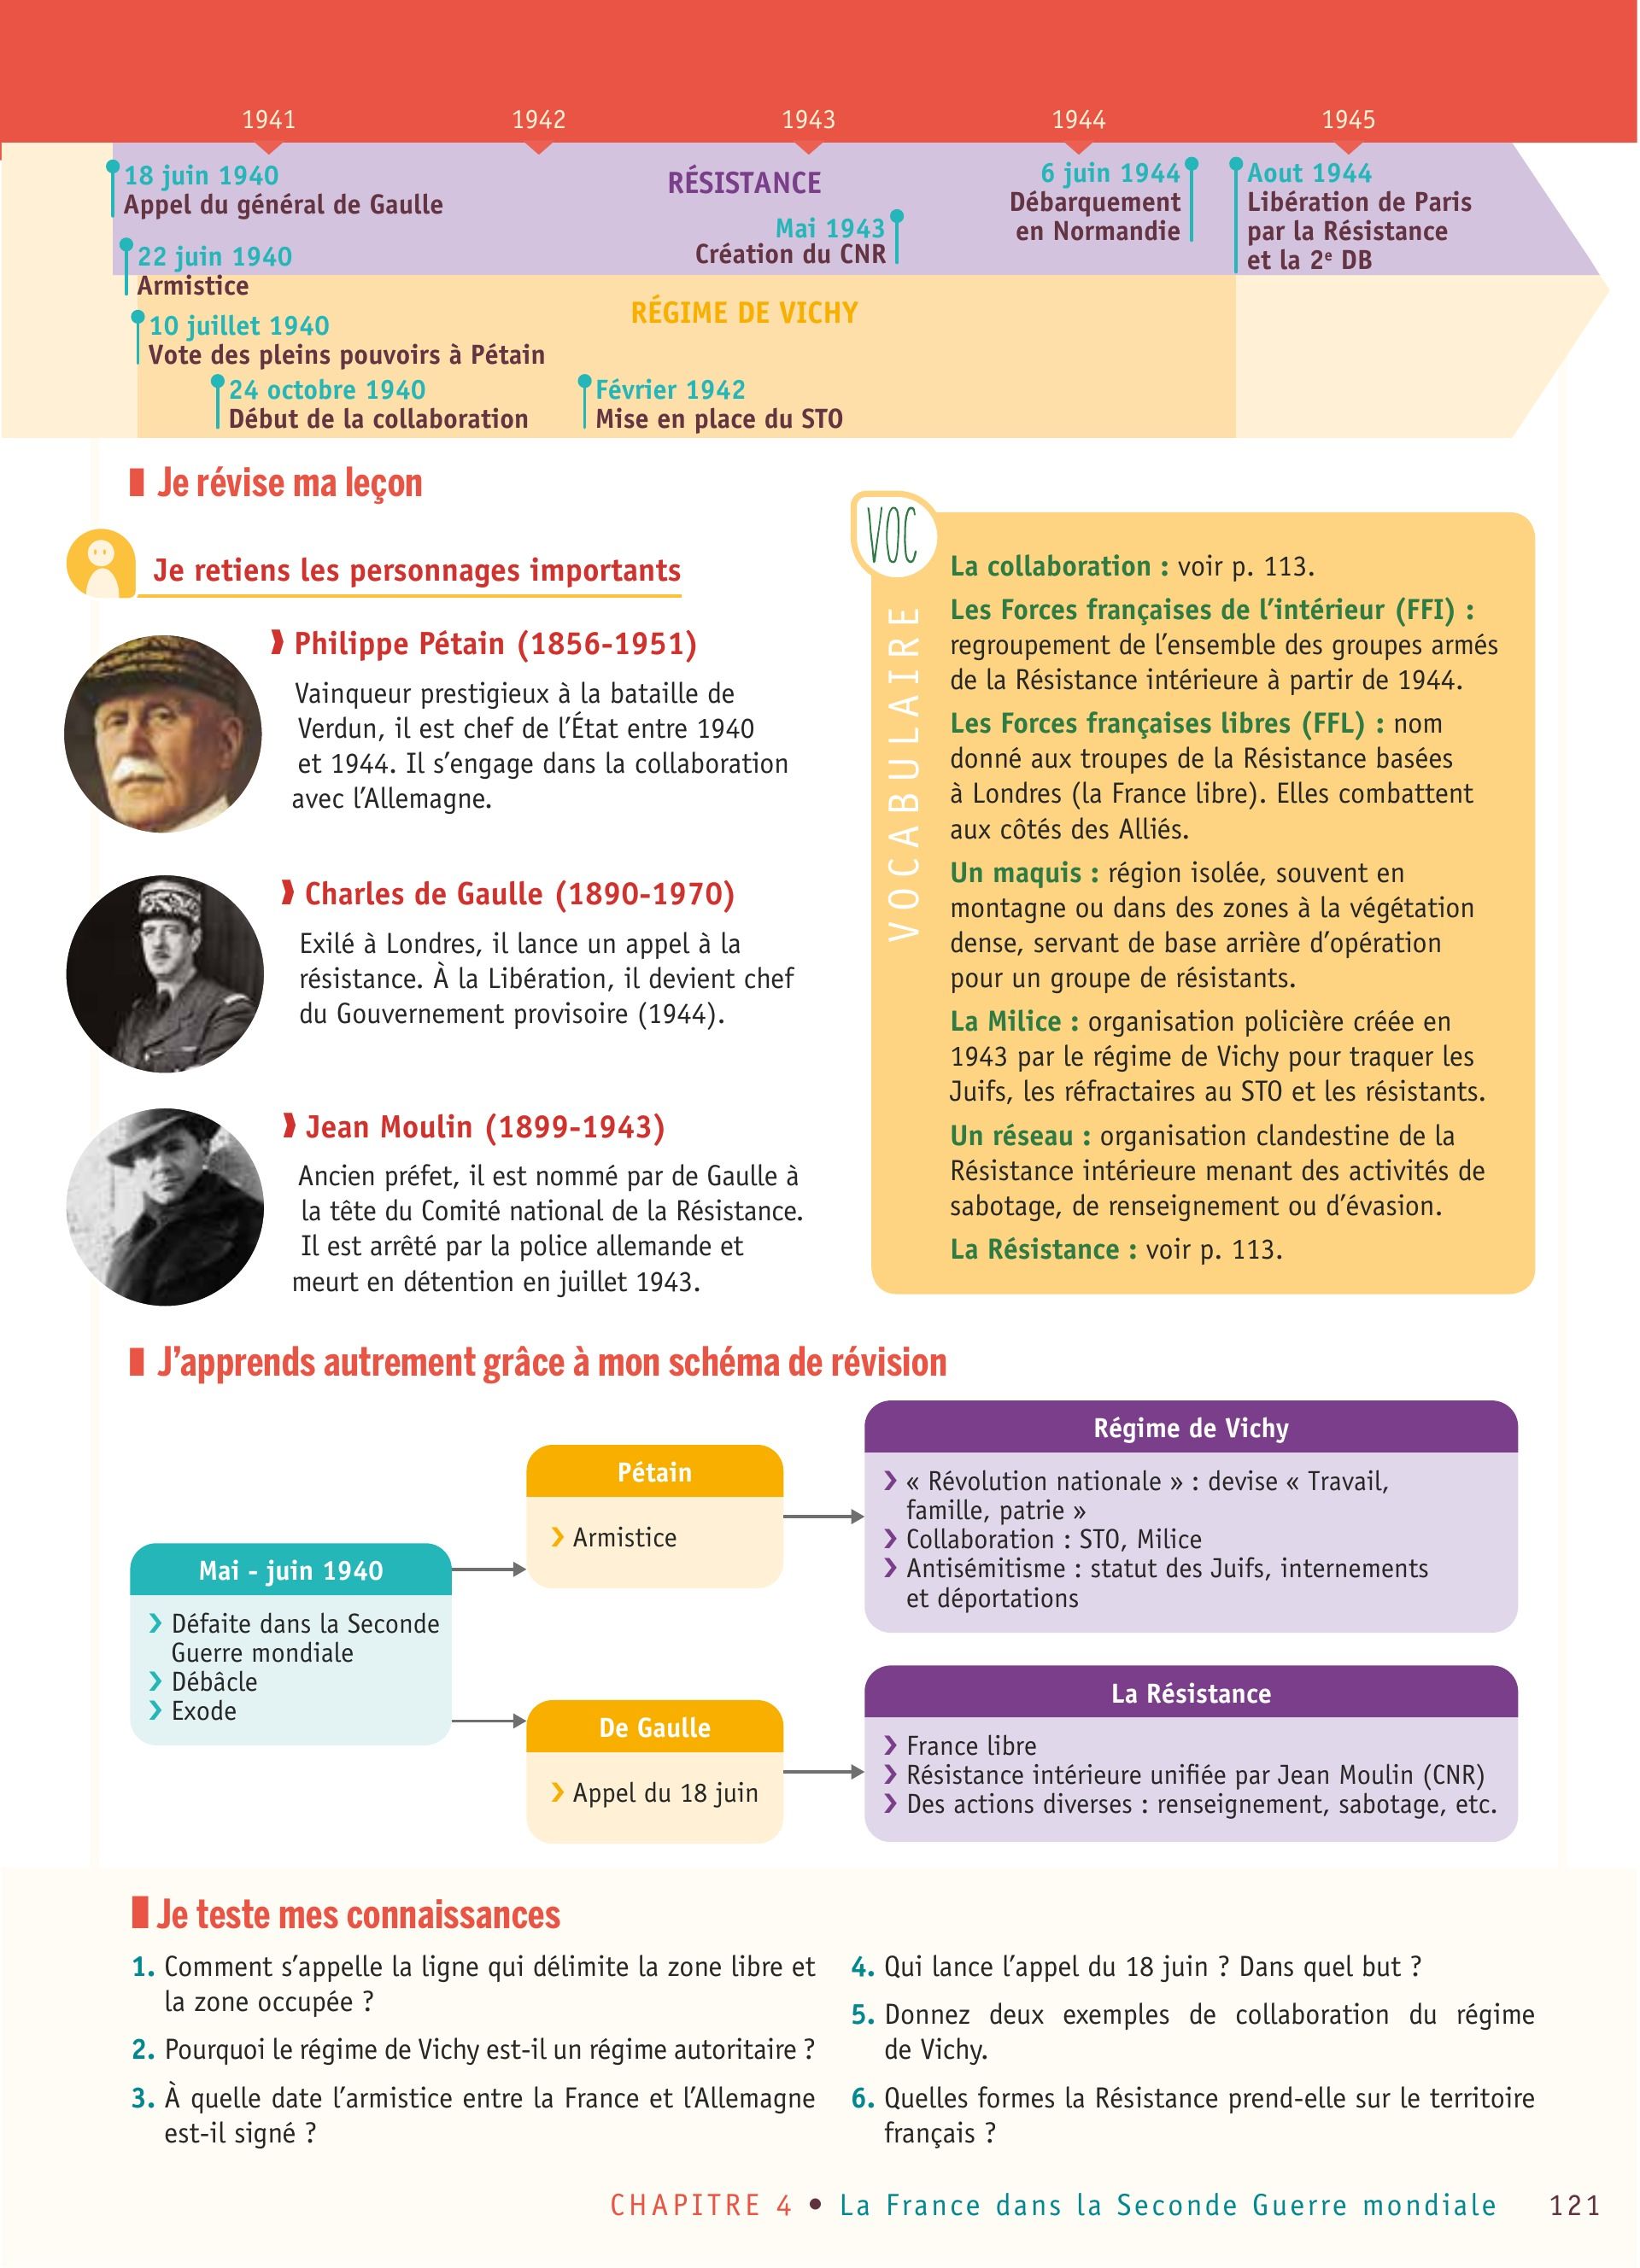 1941
1942
1943
1944
1945
18 juin 1940
Appel du général de Gaulle
RÉSISTANCE
6 juin 1944
Débarquement
en Normandie
Aout 1944
Libération de Paris
par la Résistance
et la 2e DB
Mai 1943
Création du CNR
22 juin 1940
Armistice
RÉGIME DE VICHY
10 juillet 1940
Vote des pleins pouvoirs à Pétain
24 octobre 1940
Début de la collaboration
Février 1942
Mise en place du STO
Je révise ma leçon
Je retiens les personnages importants
Philippe Pétain (1856-1951)
Vainqueur prestigieux à la bataille de
Verdun, il est chef de l'État entre 1940
et 1944. Il s'engage dans la collaboration
avec l'Allemagne.
Charles de Gaulle (1890-1970)
Exilé à Londres, il lance un appel à la
résistance. À la Libération, il devient chef
du Gouvernement provisoire (1944).
Jean Moulin (1899-1943)
Ancien préfet, il est nommé par de Gaulle à
la tête du Comité national de la Résistance.
Il est arrêté par la police allemande et
meurt en détention en juillet 1943.
VOC
VOCABULAIRE
La collaboration : voir p. 113.
Les Forces françaises de l'intérieur (FFI) :
regroupement de l'ensemble des groupes armés
de la Résistance intérieure à partir de 1944.
Les Forces françaises libres (FFL) : nom
donné aux troupes de la Résistance basées
à Londres (la France libre). Elles combattent
aux côtés des Alliés.
Un maquis : région isolée, souvent en
montagne ou dans des zones à la végétation
dense, servant de base arrière d'opération
pour un groupe de résistants.
La Milice : organisation policière créée en
1943 par le régime de Vichy pour traquer les
Juifs, les réfractaires au STO et les résistants.
Un réseau : organisation clandestine de la
Résistance intérieure menant des activités de
sabotage, de renseignement ou d'évasion.
La Résistance : voir p. 113.
J'apprends autrement grâce à mon schéma de révision
Mai - juin 1940
Défaite dans la Seconde
Guerre mondiale
Débâcle
Exode
Pétain
Armistice
Régime de Vichy
« Révolution nationale » : devise « Travail,
famille, patrie »
Collaboration : STO, Milice
Antisémitisme : statut des Juifs, internements
et déportations
De Gaulle
Appel du 18 juin
La Résistance
France libre
Résistance intérieure unifiée par Jean Moulin (CNR)
Des actions diverses : renseignement, sabotage, etc.
Je teste mes connaissances
1. Comment s'appelle la ligne qui délimite la zone libre et
la zone occupée ?
2. Pourquoi le régime de Vichy est-il un régime autoritaire ?
3. À quelle date l'armistice entre la France et l'Allemagne
est-il signé ?
4. Qui lance l'appel du 18 juin ? Dans quel but ?
5. Donnez deux exemples de collaboration du régime
de Vichy.
6. Quelles formes la Résistance prend-elle sur le territoire
français ?
CHAPITRE 4 • La France dans la Seconde Guerre mondiale 121